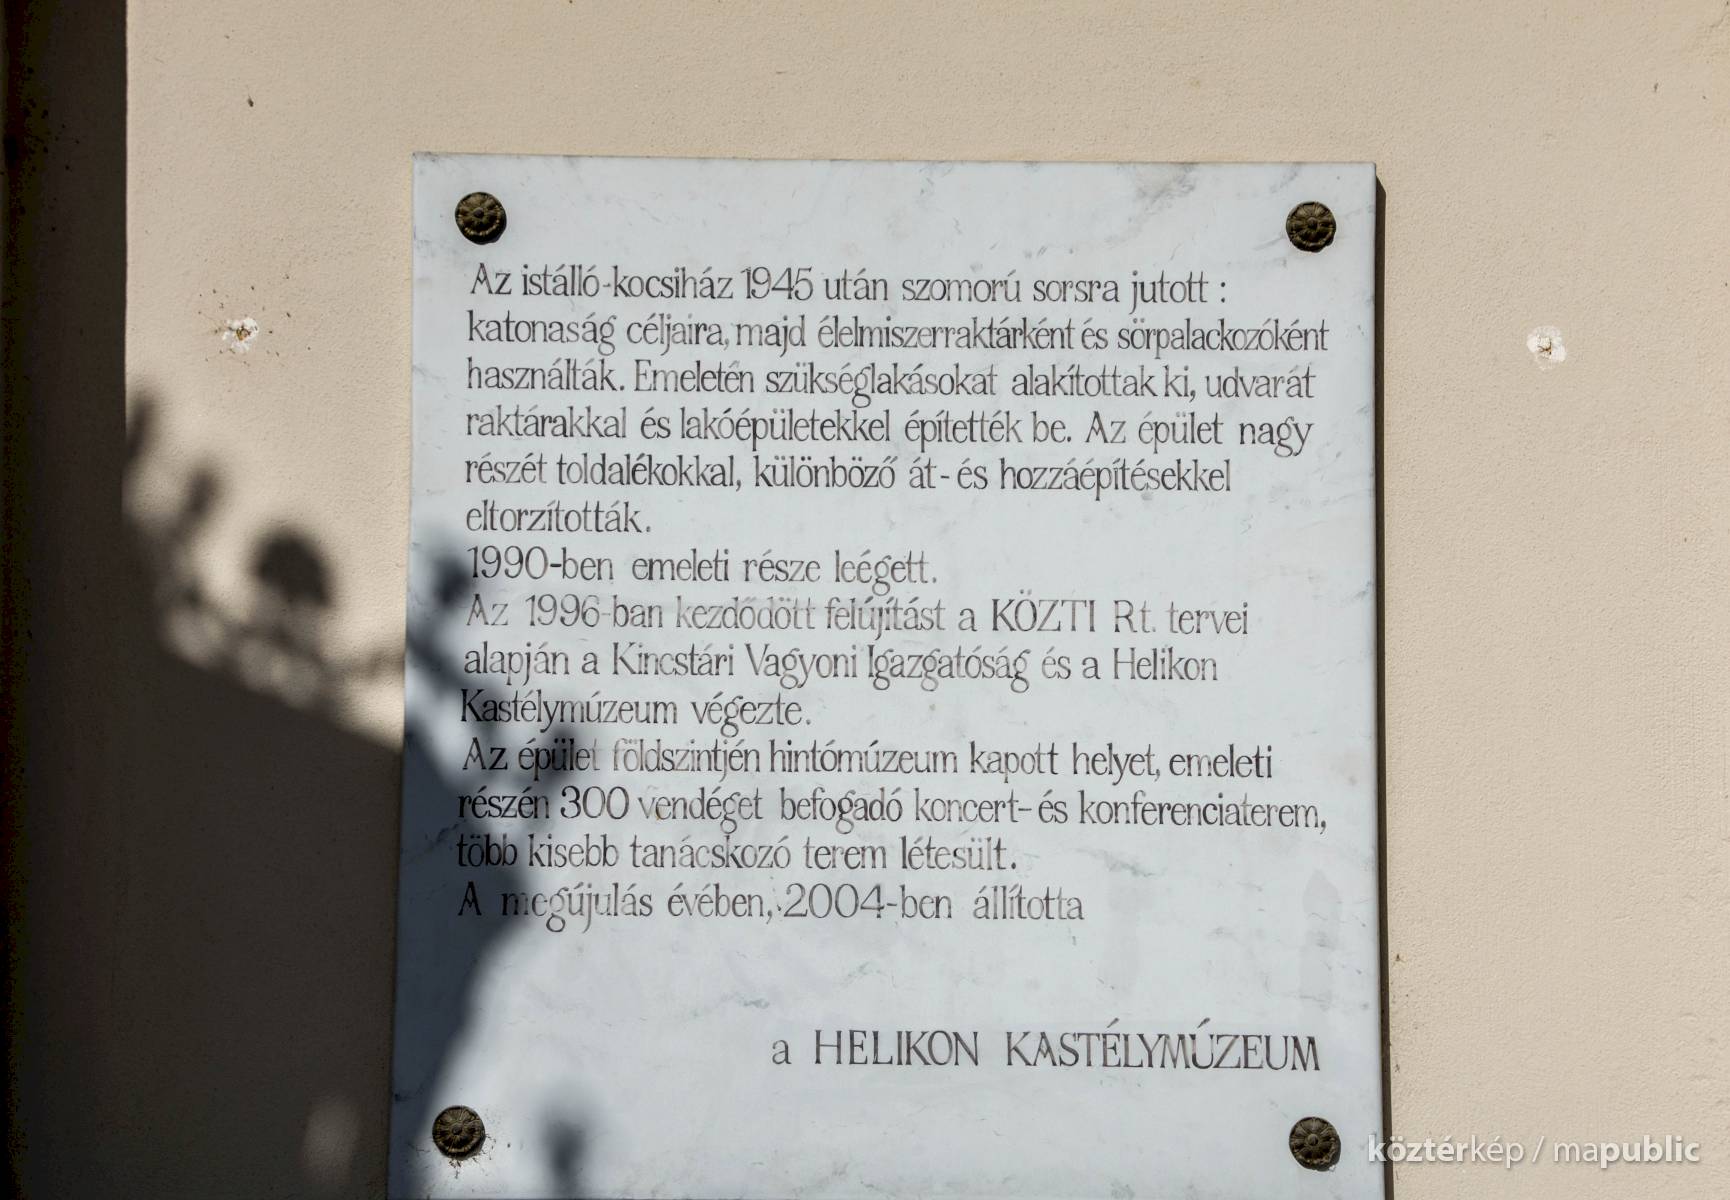 Az istálló-kocsiház 1945 után szomorú sorsra jutott :
katonaság céljaira, majd élelmiszerraktárként és sörpalackozóként
használták. Emeletén szükséglakásokat alakítottak ki, udvarát
raktárakkal és lakóépületekkel építették be. Az épület nagy
részét toldalékokkal, különböző át- és hozzáépítésekkel
eltorzították.
1990-ben emeleti része leégett.
Az 1996-ban kezdődött felújítást a KÖZTI Rt. tervei
alapján a Kincstári Vagyoni Igazgatóság és a Helikon
Kastélymúzeum végezte.
Az épület földszintjén hintómúzeum kapott helyet, emeleti
részén 300 vendéget befogadó koncert- és konferenciaterem,
több kisebb tanácskozó terem létesült.
A megújulás évében, 2004-ben állította
a HELIKON KASTÉLYMÚZEUM
köztérkép / mapublic